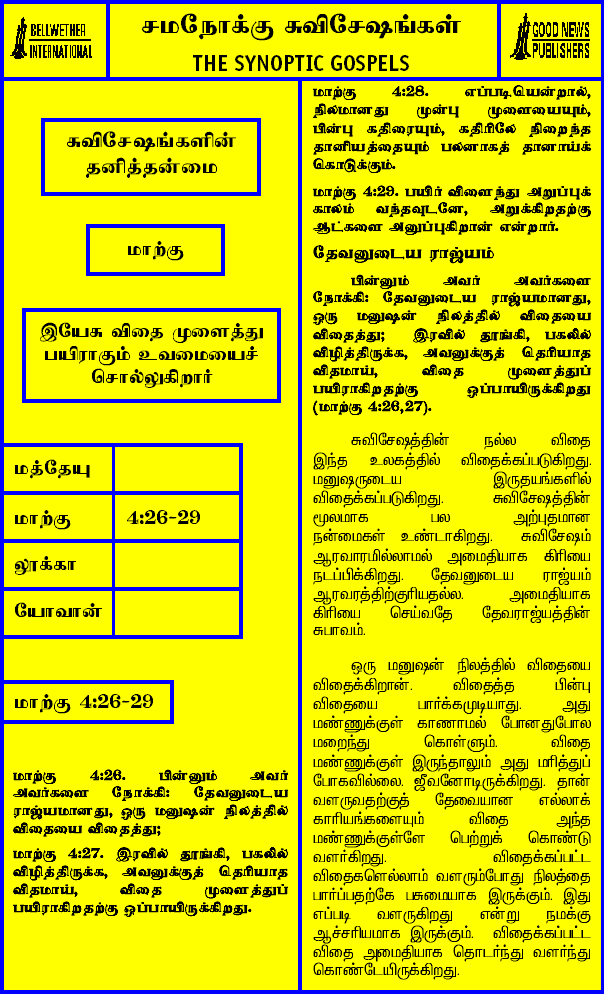 BELLWETHER
INTERNATIONAL
சமநோக்கு சுவிசேஷங்கள்
THE SYNOPTIC GOSPELS
GOOD NEWS
PUBLISHERS
சுவிசேஷங்களின்
தனித்தன்மை
மாற்கு
இயேசு விதை முளைத்து
பயிராகும் உவமையைச்
சொல்லுகிறார்
மத்தேயு
மாற்கு 4:26-29
லூக்கா
யோவான்
மாற்கு 4:26-29
மாற்கு 4:26. பின்னும் அவர்
அவர்களை நோக்கி: தேவனுடைய
ராஜ்யமானது, ஒரு மனுஷன் நிலத்தில்
விதையை விதைத்து;
மாற்கு 4:27. இரவில் தூங்கி, பகலில்
விழித்திருக்க, அவனுக்குத் தெரியாத
விதமாய், விதை முளைத்துப்
பயிராகிறதற்கு ஒப்பாயிருக்கிறது.
மாற்கு 4:28. எப்படியென்றால்,
நிலமானது முன்பு முளையையும்,
பின்பு கதிரையும், கதிரிலே நிறைந்த
தானியத்தையும் பலனாகத் தானாய்க்
கொடுக்கும்.
மாற்கு 4:29. பயிர் விளைந்து அறுப்புக்
காலம் வந்தவுடனே, அறுக்கிறதற்கு
ஆட்களை அனுப்புகிறான் என்றார்.
தேவனுடைய ராஜ்யம்
பின்னும் அவர் அவர்களை
நோக்கி: தேவனுடைய ராஜ்யமானது,
ஒரு மனுஷன் நிலத்தில் விதையை
விதைத்து; இரவில் தூங்கி, பகலில்
விழித்திருக்க, அவனுக்குத் தெரியாத
விதமாய், விதை முளைத்துப்
பயிராகிறதற்கு ஒப்பாயிருக்கிறது
(மாற்கு 4:26,27).
சுவிசேஷத்தின் நல்ல விதை
இந்த உலகத்தில் விதைக்கப்படுகிறது.
மனுஷருடைய இருதயங்களில்
விதைக்கப்படுகிறது. சுவிசேஷத்தின்
மூலமாக பல அற்புதமான
நன்மைகள் உண்டாகிறது. சுவிசேஷம்
ஆரவாரமில்லாமல் அமைதியாக கிரியை
நடப்பிக்கிறது. தேவனுடைய ராஜ்யம்
ஆரவாரத்திற்குரியதல்ல. அமைதியாக
கிரியை செய்வதே தேவராஜ்யத்தின்
சுபாவம்.
ஒரு மனுஷன் நிலத்தில் விதையை
விதைக்கிறான். விதைத்த பின்பு
விதையை பார்க்கமுடியாது. அது
மண்ணுக்குள் காணாமல் போனதுபோல
மறைந்து கொள்ளும். விதை
மண்ணுக்குள் இருந்தாலும் அது மரித்துப்
போகவில்லை. ஜீவனோடிருக்கிறது. தான்
வளருவதற்குத் தேவையான எல்லாக்
காரியங்களையும் விதை அந்த
மண்ணுக்குள்ளே பெற்றுக் கொண்டு
வளர்கிறது. விதைக்கப்பட்ட
விதைகளெல்லாம் வளரும்போது நிலத்தை
பார்ப்பதற்கே பசுமையாக இருக்கும். இது
எப்படி வளருகிறது என்று நமக்கு
ஆச்சரியமாக இருக்கும். விதைக்கப்பட்ட
விதை அமைதியாக தொடர்ந்து வளர்ந்து
கொண்டேயிருக்கிறது.